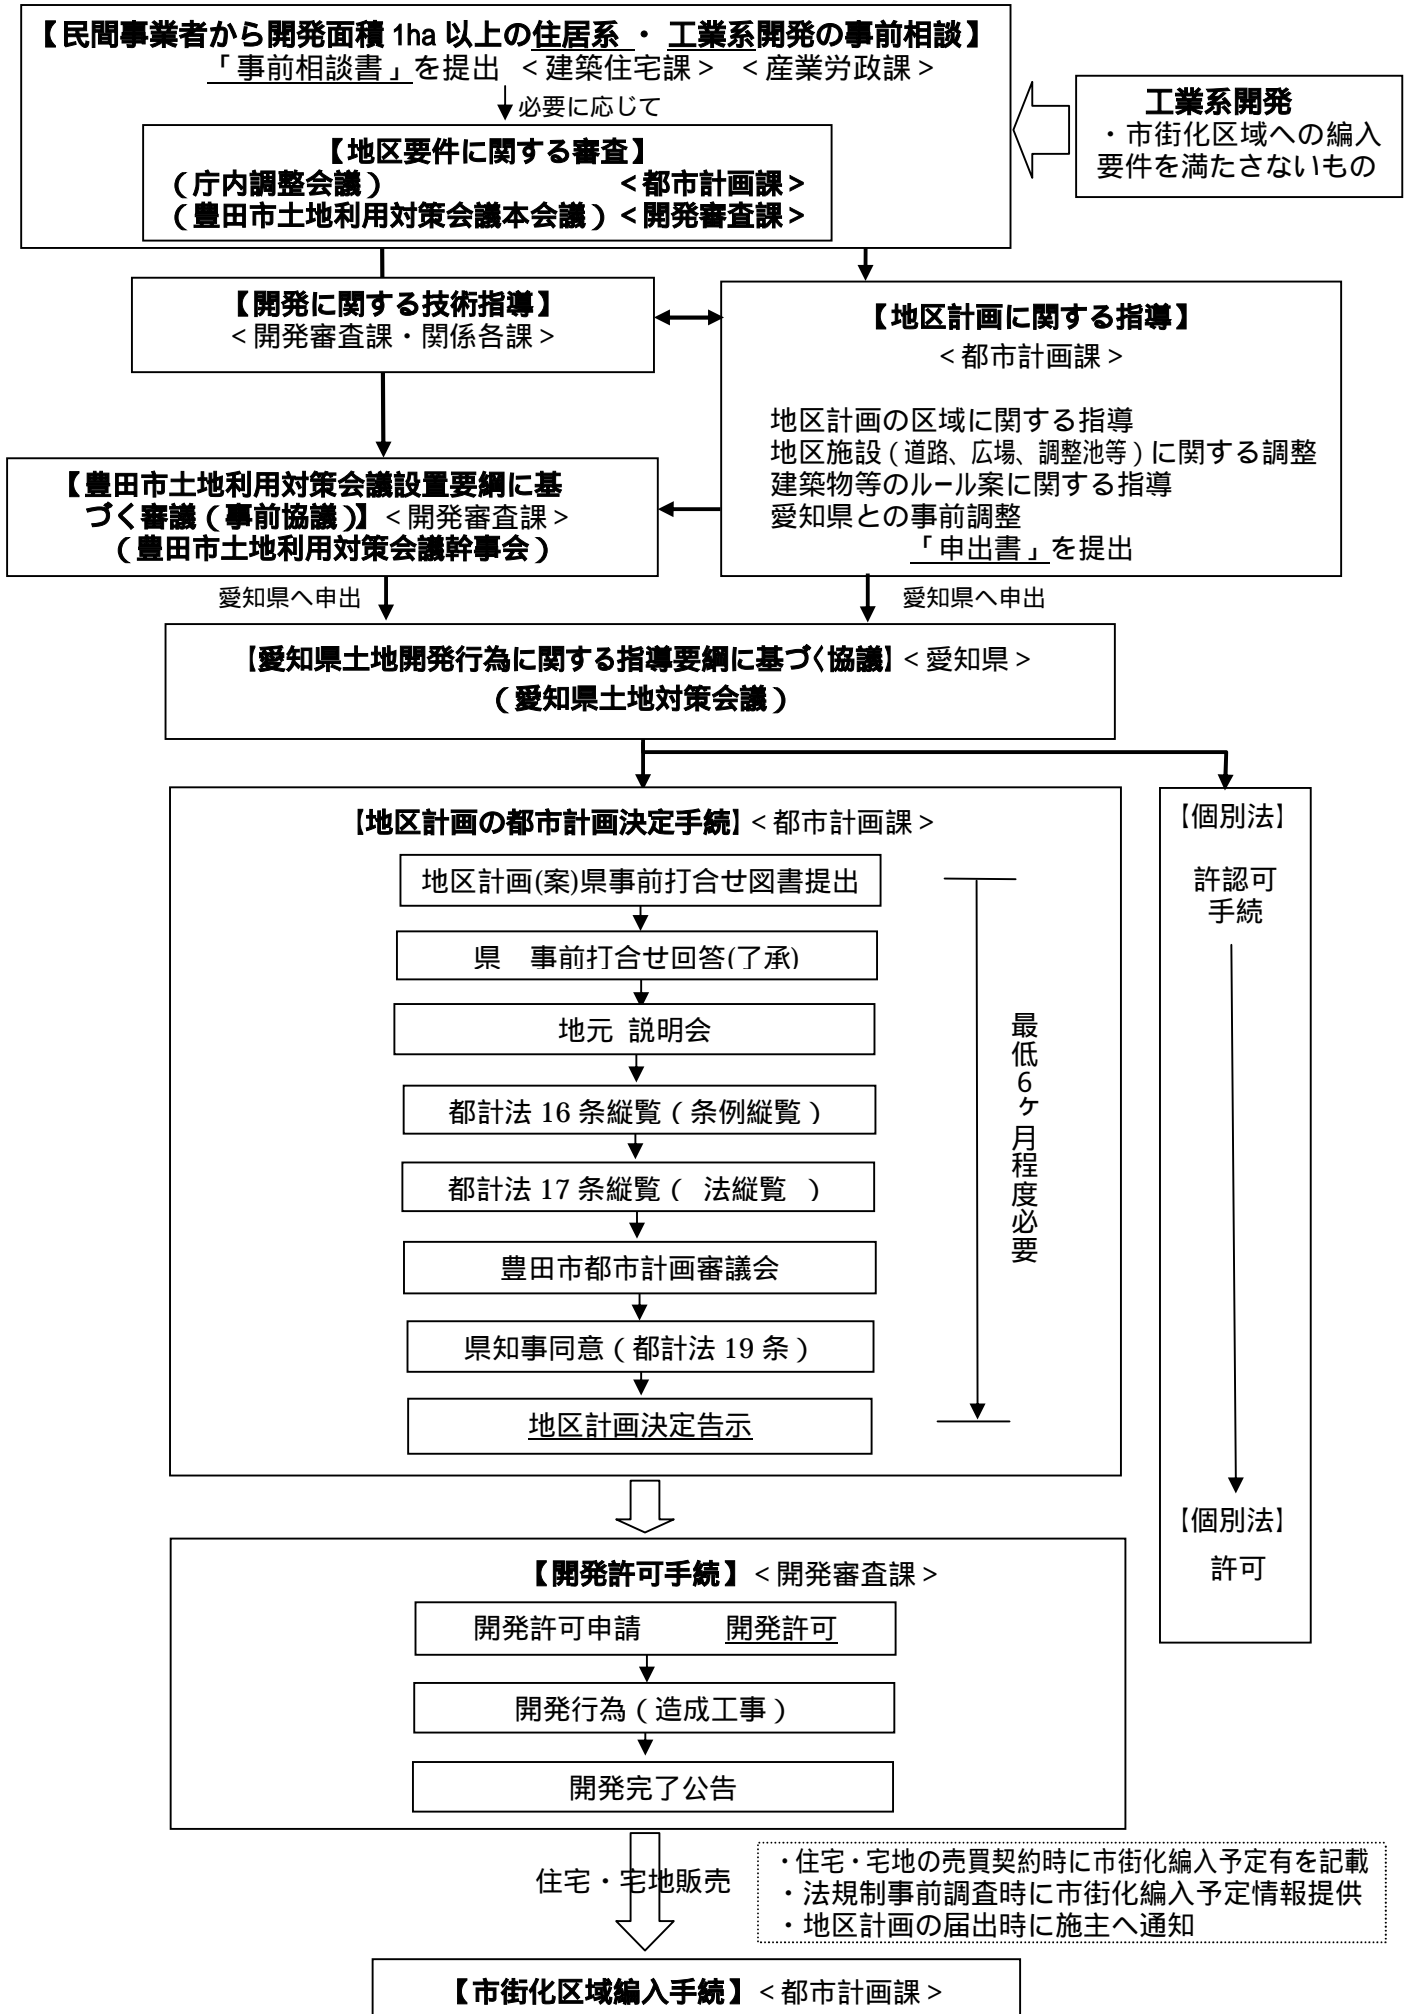 【民間事業者から開発面積 1ha 以上の住居系 ・ 工業系開発の事前相談】
「事前相談書」を提出 <建築住宅課> <産業労政課>
必要に応じて
【地区要件に関する審査】
(庁内調整会議) <都市計画課>
(豊田市土地利用対策会議本会議)<開発審査課>
工業系開発
・市街化区域への編入
要件を満たさないもの
【開発に関する技術指導】
<開発審査課・関係各課>
【地区計画に関する指導】
<都市計画課>
地区計画の区域に関する指導
地区施設(道路、広場、調整池等)に関する調整
建築物等のルール案に関する指導
愛知県との事前調整
「申出書」を提出
【豊田市土地利用対策会議設置要綱に基
づく審議(事前協議)】<開発審査課>
(豊田市土地利用対策会議幹事会)
愛知県へ申出
愛知県へ申出
【愛知県土地開発行為に関する指導要綱に基づく協議】<愛知県>
(愛知県土地対策会議)
【地区計画の都市計画決定手続】<都市計画課>
地区計画(案)県事前打合せ図書提出
県 事前打合せ回答(了承)
地元 説明会
都計法 16 条縦覧(条例縦覧)
都計法 17 条縦覧( 法縦覧 )
豊田市都市計画審議会
県知事同意(都計法 19 条)
地区計画決定告示
最低6ヶ月程度必要
【個別法】
許認可
手続
【個別法】
許可
【開発許可手続】<開発審査課>
開発許可申請 開発許可
開発行為(造成工事)
開発完了公告
住宅・宅地販売
・住宅・宅地の売買契約時に市街化編入予定有を記載
・法規制事前調査時に市街化編入予定情報提供
・地区計画の届出時に施主へ通知
【市街化区域編入手続】<都市計画課>